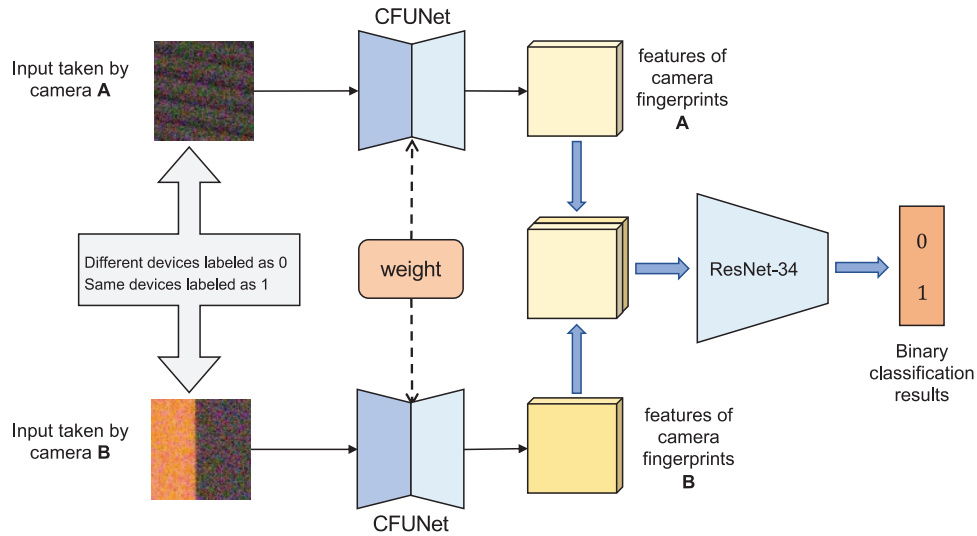 CFUNet
Input taken by
camera A
features of
camera
fingerprints
A
Different devices labeled as 0
Same devices labeled as 1
weight
ResNet-34
0
1
Binary
classification
results
Input taken by
camera B
features of
camera
fingerprints
B
CFUNet